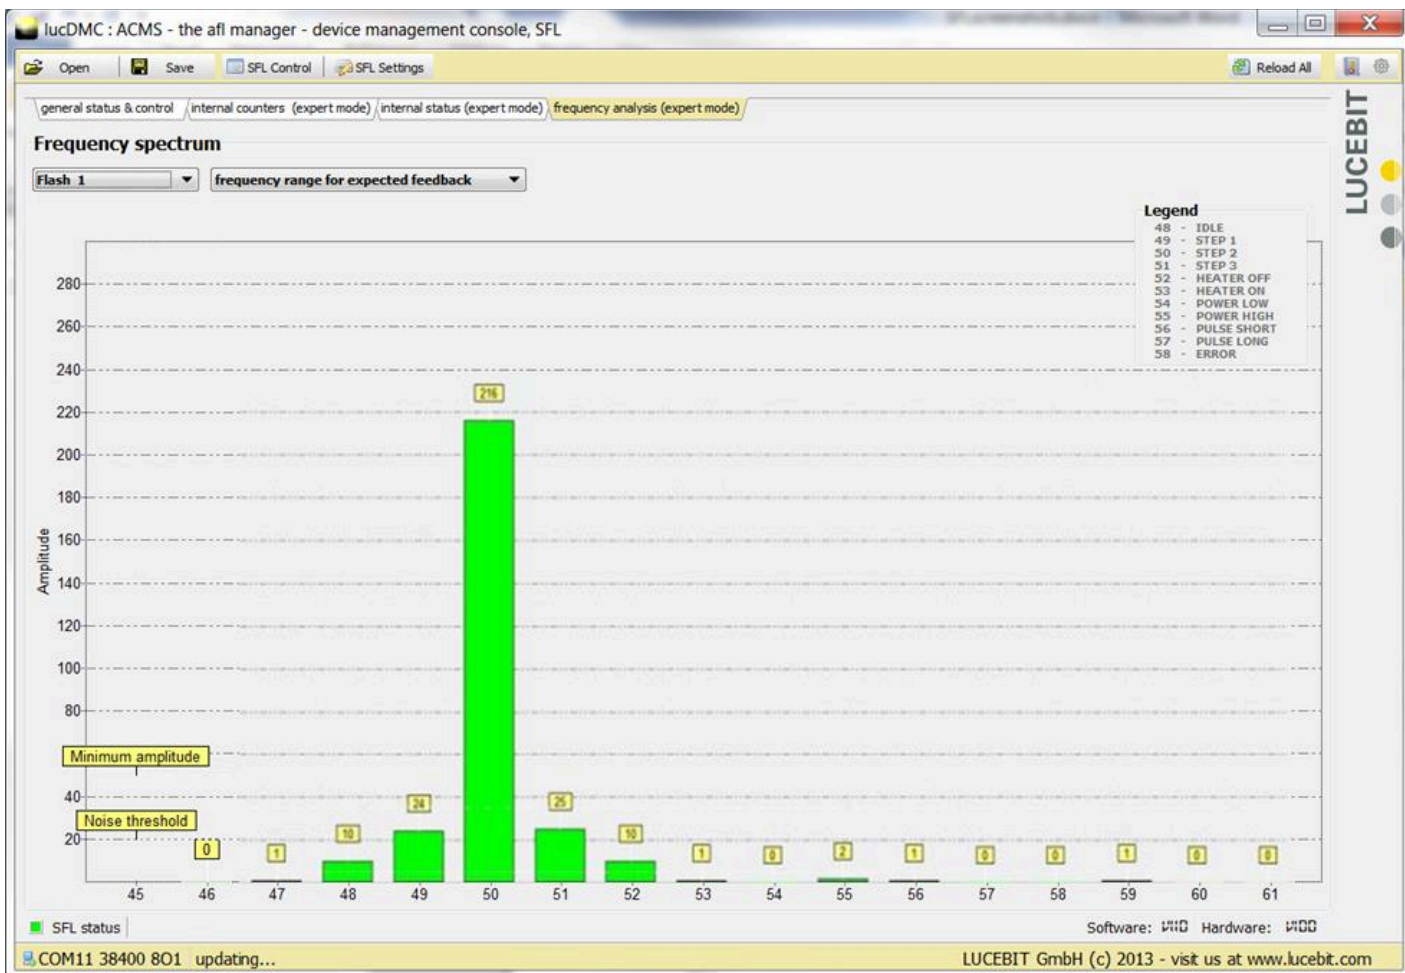 lucDMC : ACMS - the afl manager - device management console, SFL
Open Save SFL Control SFL Settings Reload All
general status & control internal counters (expert mode) internal status (expert mode) frequency analysis (expert mode)
LUCEBIT
Frequency spectrum
Flash 1 frequency range for expected feedback
Legend
48 - IDLE
49 - STEP 1
50 - STEP 2
51 - STEP 3
52 - HEATER OFF
53 - HEATER ON
54 - POWER LOW
55 - POWER HIGH
56 - PULSE SHORT
57 - PULSE LONG
58 - ERROR
280
260
240
220
200
180
160
140
120
100
80
40
20
Amplitude
Minimum amplitude
Noise threshold
0 1 10 24 216 25 10 1 0 2 1 0 0 1 0 0
45 46 47 48 49 50 51 52 53 54 55 56 57 58 59 60 61
SFL status
Software: Hardware:
COM11 38400 8O1 updating...
LUCEBIT GmbH (c) 2013 - visit us at www.lucebit.com